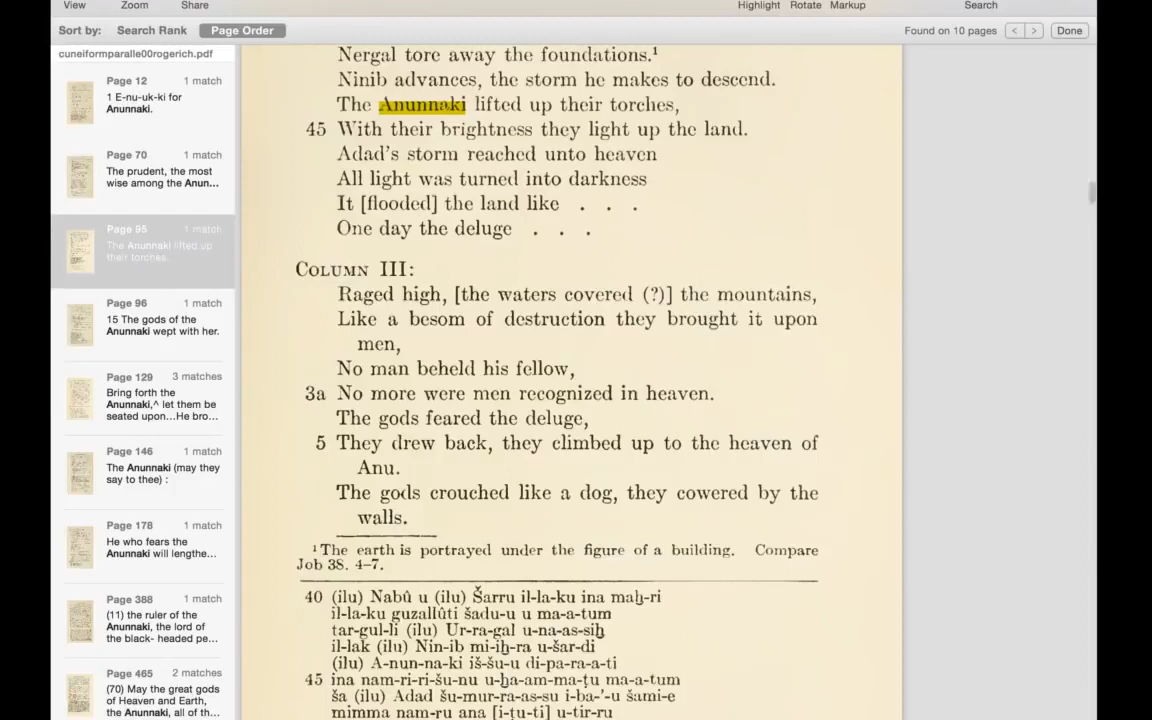 View Zoom Share Highlight Rotate Markup Search
Sort by: Search Rank Page Order Found on 10 pages < > Done
cuneiformparalle00rogerich.pdf
Page 12 1 match
1 E-nu-uk-ki for
Anunnaki.
Page 70 1 match
The prudent, the most
wise among the Anun...
Page 95 1 match
The Anunnaki lifted up
their torches.
Page 96 1 match
15 The gods of the
Anunnaki wept with her.
Page 129 3 matches
Bring forth the
Anunnaki,^ let them be
seated upon...He bro...
Page 146 1 match
The Anunnaki (may they
say to thee) :
Page 178 1 match
He who fears the
Anunnaki will lengthe...
Page 388 1 match
(11) the ruler of the
Anunnaki, the lord of
the black- headed pe...
Page 465 2 matches
(70) May the great gods
of Heaven and Earth,
the Anunnaki, all of th...
Nergal tore away the foundations.¹
Ninib advances, the storm he makes to descend.
The Anunnaki lifted up their torches,
45 With their brightness they light up the land.
Adad's storm reached unto heaven
All light was turned into darkness
It [flooded] the land like . . .
One day the deluge . . .
COLUMN III:
Raged high, [the waters covered (?)] the mountains,
Like a besom of destruction they brought it upon
men,
No man beheld his fellow,
3a No more were men recognized in heaven.
The gods feared the deluge,
5 They drew back, they climbed up to the heaven of
Anu.
The gods crouched like a dog, they cowered by the
walls.
¹ The earth is portrayed under the figure of a building. Compare
Job 38. 4–7.
40 (ilu) Nabû u (ilu) Šarru il-la-ku ina maḫ-ri
il-la-ku guzallûti šadu-u u ma-a-tum
tar-gul-li (ilu) Ur-ra-gal u-na-as-siḫ
il-lak (ilu) Nin-ib mi-iḫ-ra u-šar-di
(ilu) A-nun-na-ki iš-šu-u di-pa-ra-a-ti
45 ina nam-ri-ri-šu-nu u-ḫa-am-ma-ṭu ma-a-tum
ša (ilu) Adad šu-mur-ra-as-su i-ba-'-u šami-e
mimma nam-ru ana [i-ṭu-ti] u-tir-ru